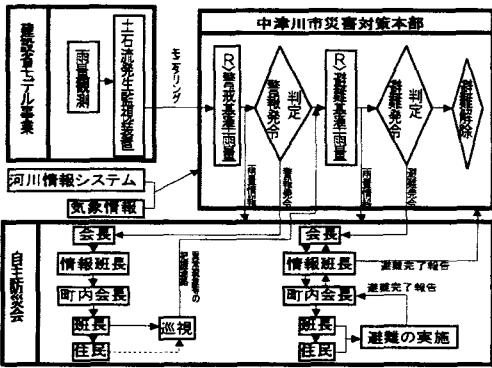 建設省モデル事業
雨量観測
土石流発生監視装置
モニタリング
中津川市災害対策本部
R>警戒基準雨量
警報発令
判定
R>避難基準雨量
避難発令
判定
避難解除
河川情報システム
気象情報
雨量情報
警報発令
雨量情報
避難発令
自主防災会
会長
情報班長
町内会長
班長
住民
巡視
会長
情報班長
町内会長
班長
住民
避難完了報告
避難完了報告
避難の実施